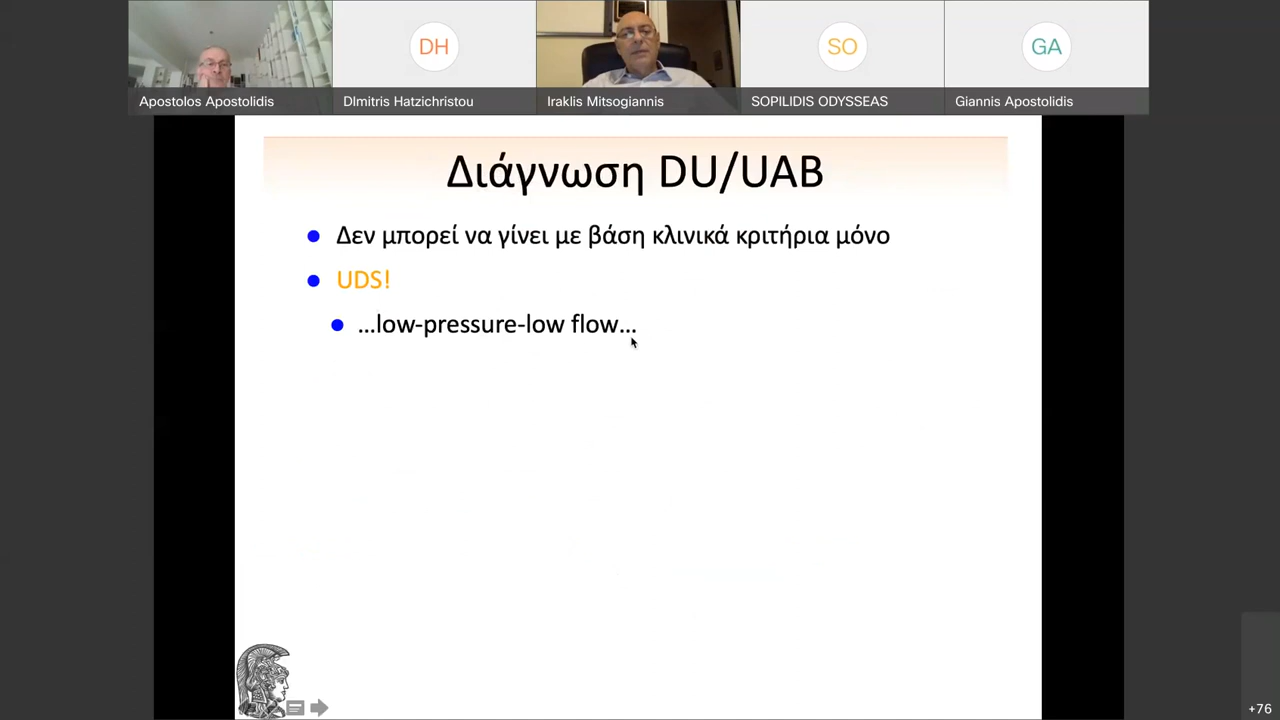 DH
SO
GA
Apostolos Apostolidis
DImitris Hatzichristou
Iraklis Mitsogiannis
SOPILIDIS ODYSSEAS
Giannis Apostolidis
Διάγνωση DU/UAB
Δεν μπορεί να γίνει με βάση κλινικά κριτήρια μόνο
UDS!
...low-pressure-low flow...
+76